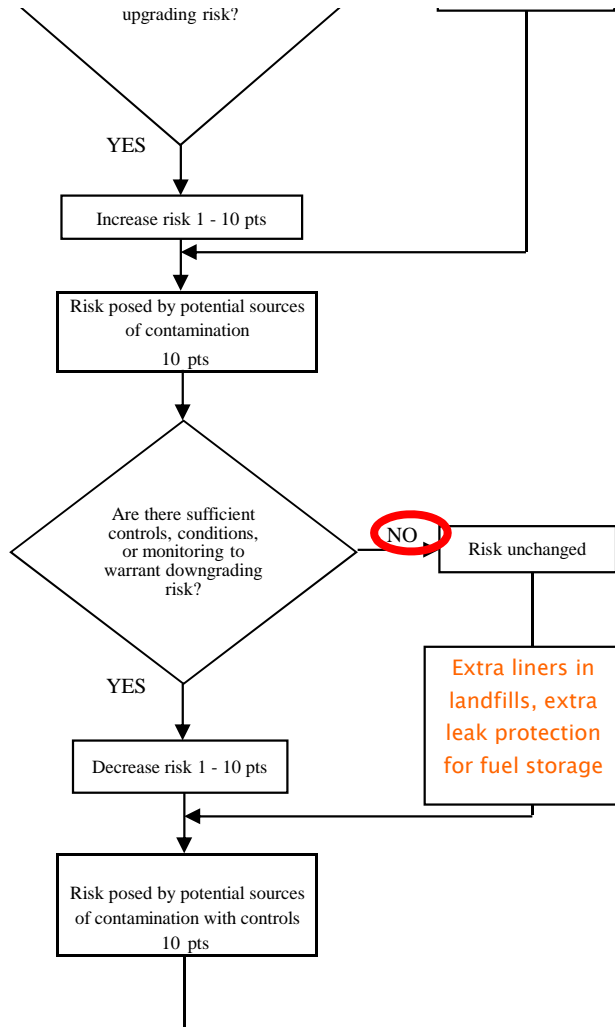 upgrading risk?
YES
Increase risk 1 - 10 pts
Risk posed by potential sources
of contamination
10 pts
Are there sufficient
controls, conditions,
or monitoring to
warrant downgrading
risk?
NO
Risk unchanged
Extra liners in
landfills, extra
leak protection
for fuel storage
YES
Decrease risk 1 - 10 pts
Risk posed by potential sources
of contamination with controls
10 pts